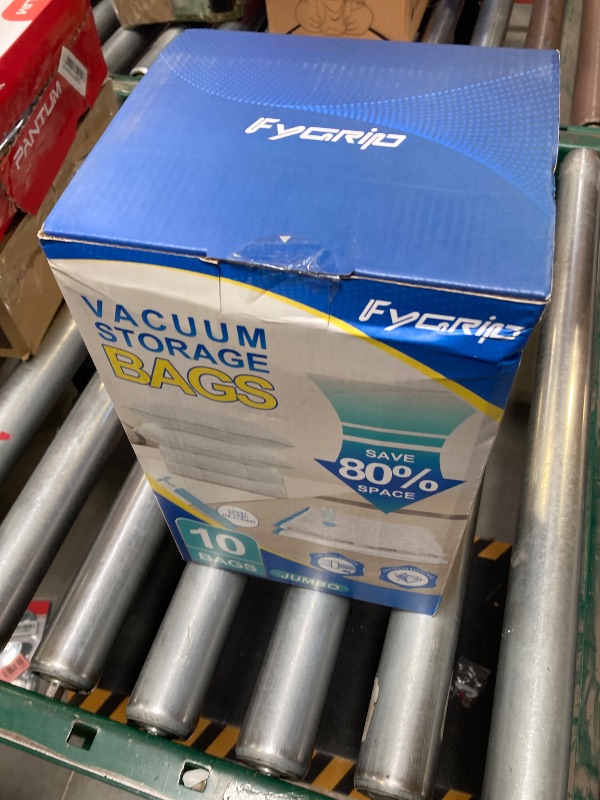 PANTUM
FYGRIP
FYGRIP
VACUUM
STORAGE
BAGS
SAVE
80%
SPACE
10
BAGS
JUMBO